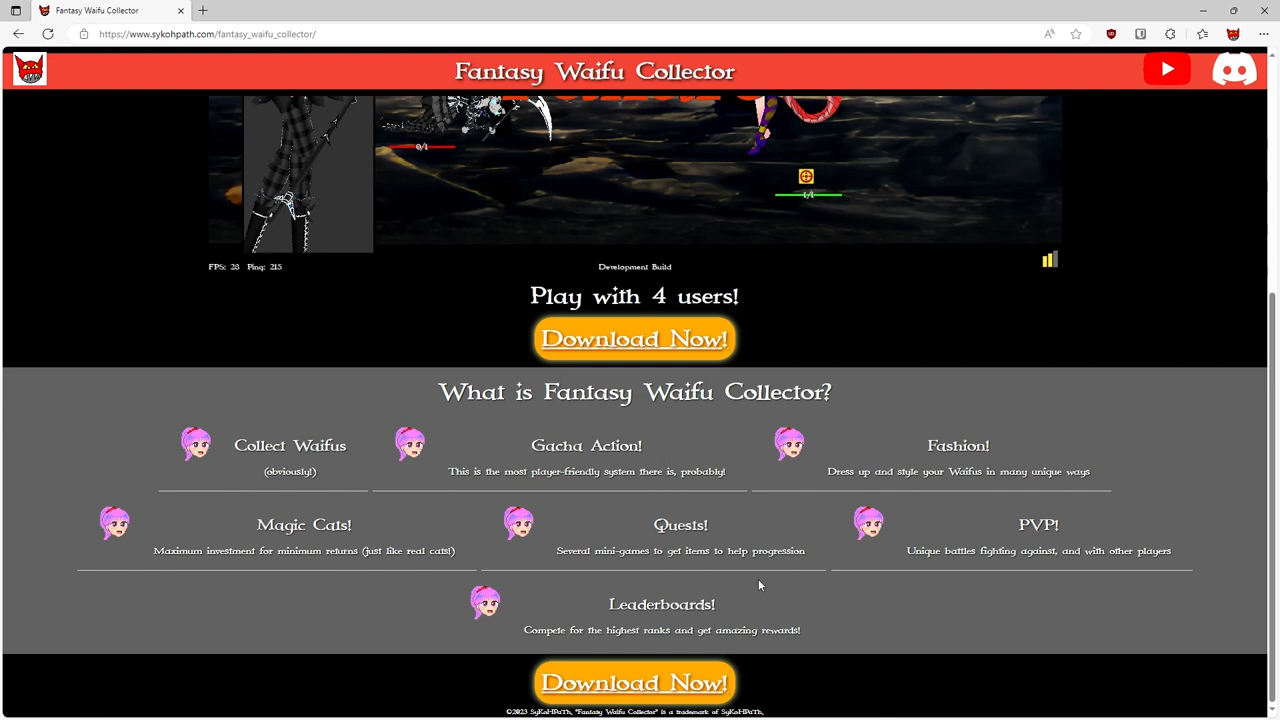 Fantasy Waifu Collector
https://www.sykohpath.com/fantasy_waifu_collector/
Fantasy Waifu Collector
0/1
1/1
FPS: 28 Ping: 215
Development Build
Play with 4 users!
Download Now!
What is Fantasy Waifu Collector?
Collect Waifus
(obviously!)
Gacha Action!
This is the most player-friendly system there is, probably!
Fashion!
Dress up and style your Waifus in many unique ways
Magic Cats!
Maximum investment for minimum returns (just like real cats!)
Quests!
Several mini-games to get items to help progression
PVP!
Unique battles fighting against, and with other players
Leaderboards!
Compete for the highest ranks and get amazing rewards!
Download Now!
©2023 SyKoHPaTh, "Fantasy Waifu Collector" is a trademark of SyKoHPaTh,